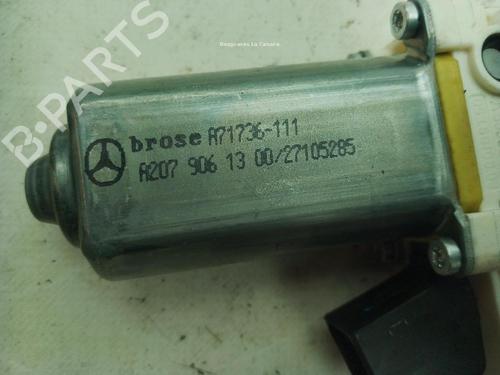 Desguaces La Cabaña
B-PARTS
brose A71736-111
A207 906 13 00/27105285